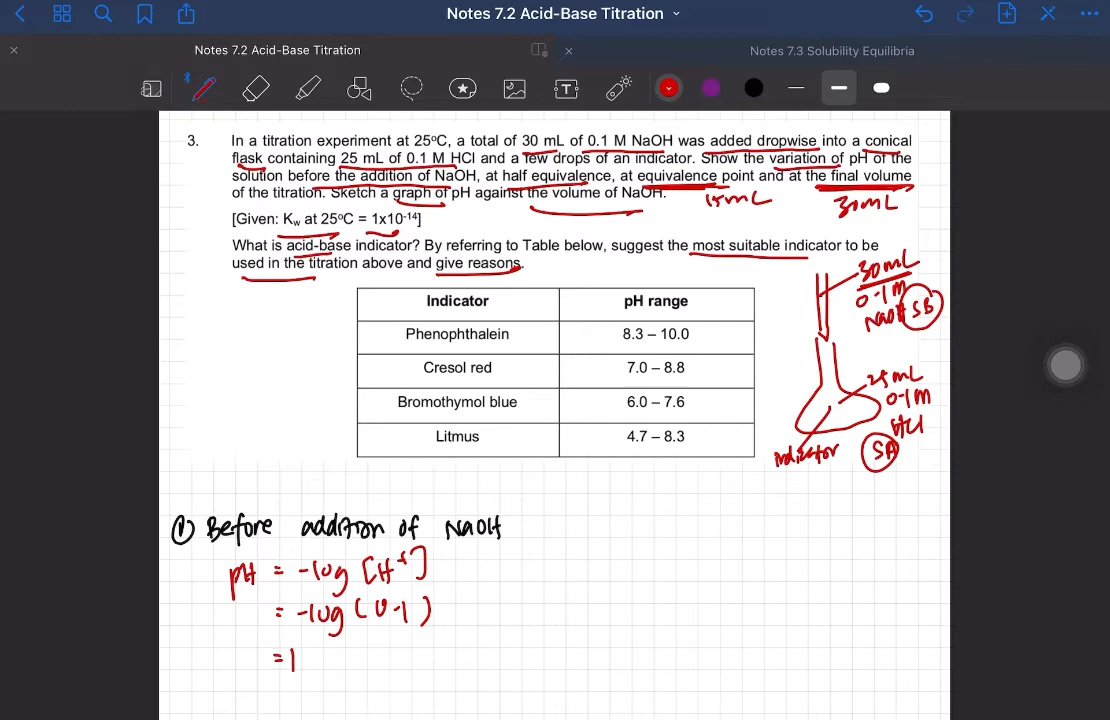 Notes 7.2 Acid-Base Titration
Notes 7.2 Acid-Base Titration
Notes 7.3 Solubility Equilibria
3. In a titration experiment at 25°C, a total of 30 mL of 0.1 M NaOH was added dropwise into a conical
flask containing 25 mL of 0.1 M HCl and a few drops of an indicator. Show the variation of pH of the
solution before the addition of NaOH, at half equivalence, at equivalence point and at the final volume
of the titration. Sketch a graph of pH against the volume of NaOH.
15mL
30mL
[Given: Kw at 25°C = 1x10-14]
What is acid-base indicator? By referring to Table below, suggest the most suitable indicator to be
used in the titration above and give reasons.
Indicator pH range
Phenophthalein 8.3 – 10.0
Cresol red 7.0 – 8.8
Bromothymol blue 6.0 – 7.6
Litmus 4.7 – 8.3
30mL
0.1M
NaOH SB
25mL
0.1M
HCl
indicator SA
① Before addition of NaOH
pH = -log [H+]
= -log (0.1)
= 1